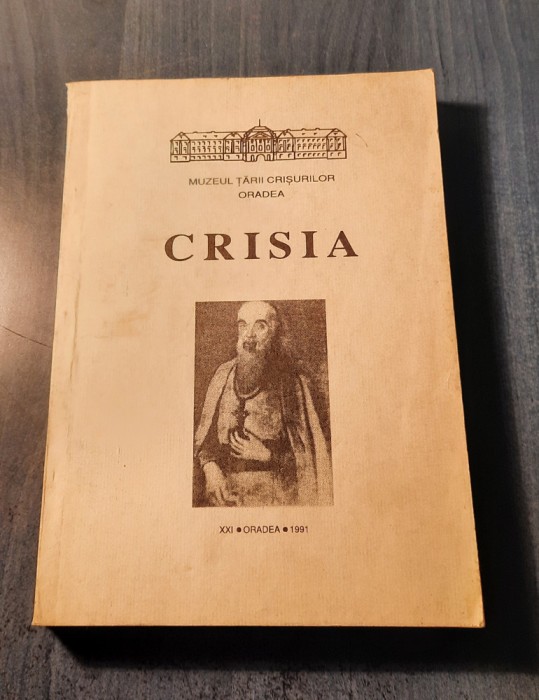 MUZEUL ȚĂRII CRIȘURILOR
ORADEA
CRISIA
XXI ● ORADEA ● 1991